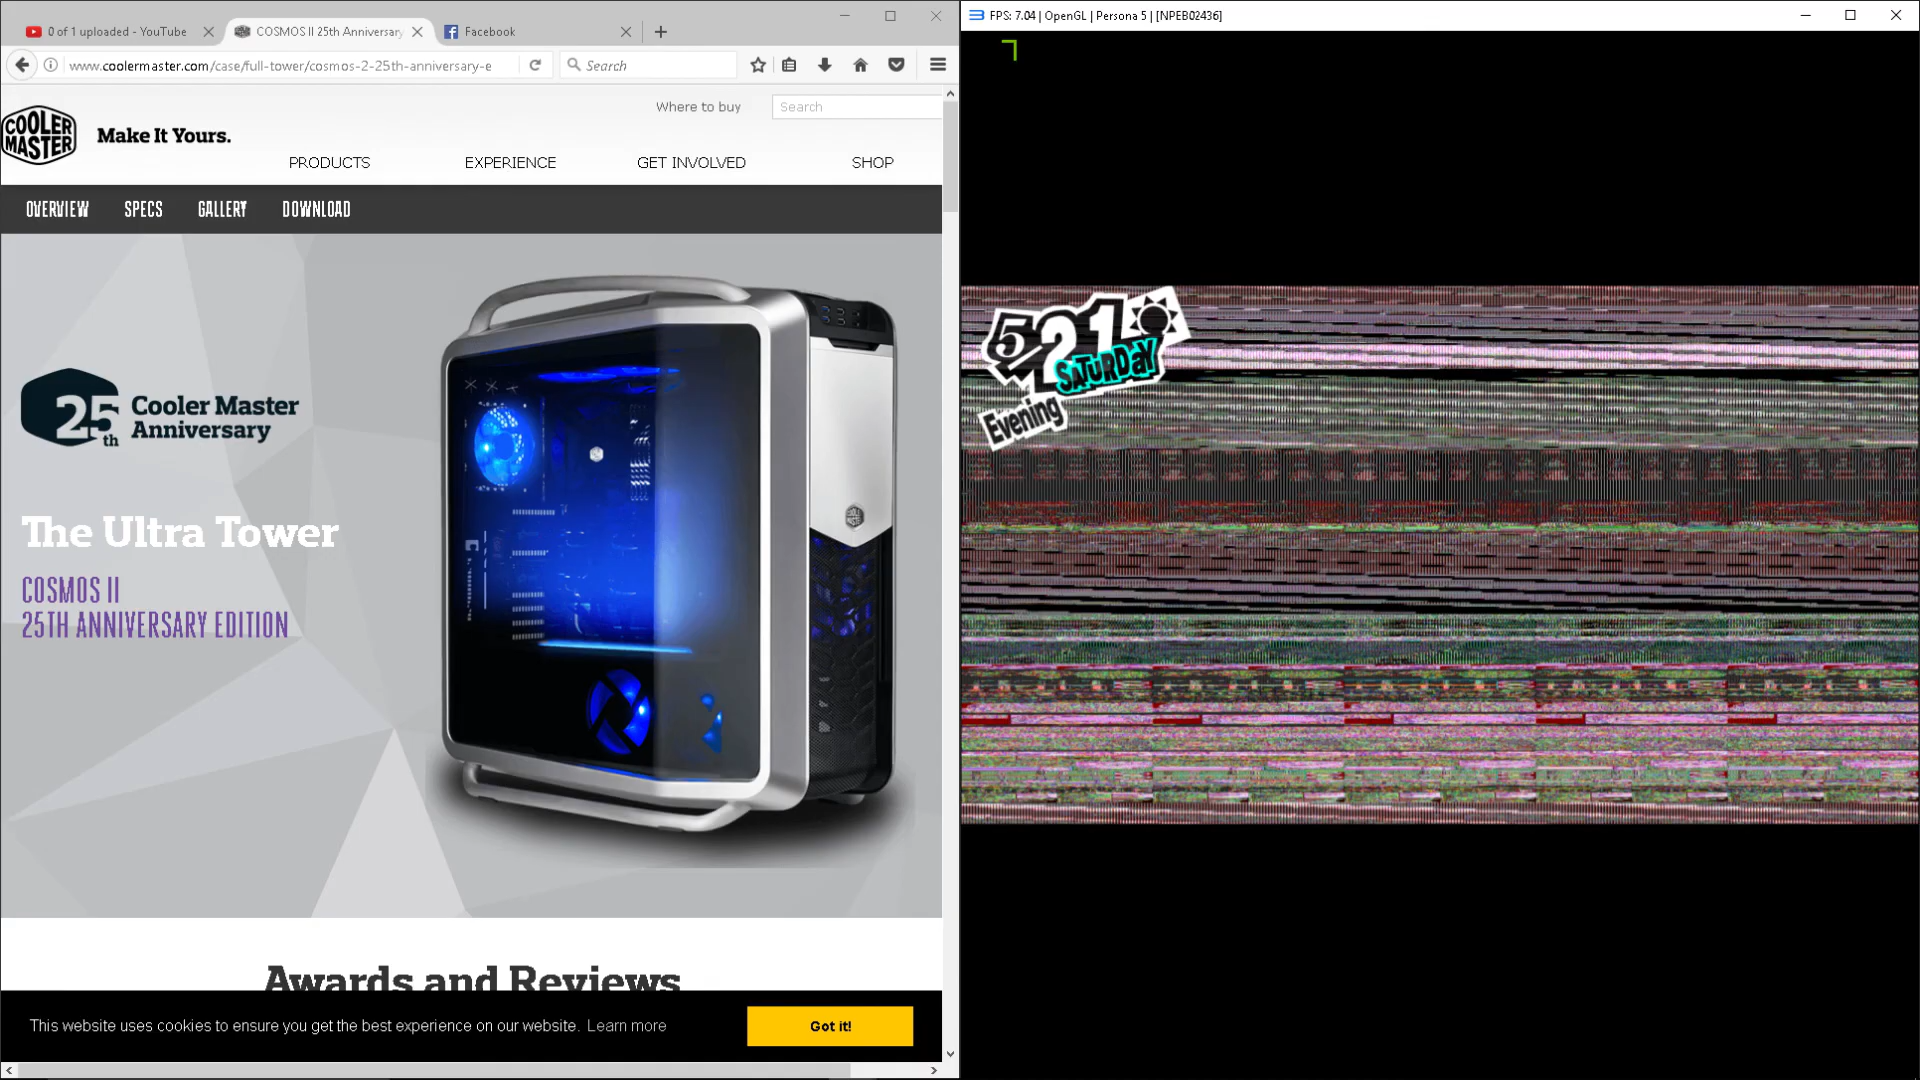 0 of 1 uploaded - YouTube
COSMOS II 25th Anniversary
Facebook
www.coolermaster.com/case/full-tower/cosmos-2-25th-anniversary-e
Search
Where to buy
Search
COOLER MASTER
Make It Yours.
PRODUCTS
EXPERIENCE
GET INVOLVED
SHOP
OVERVIEW
SPECS
GALLERY
DOWNLOAD
25th
Cooler Master
Anniversary
The Ultra Tower
COSMOS II
25TH ANNIVERSARY EDITION
Awards and Reviews
This website uses cookies to ensure you get the best experience on our website. Learn more
Got it!
FPS: 7.04 | OpenGL | Persona 5 | [NPEB02436]
5/21
SATURDAY
Evening